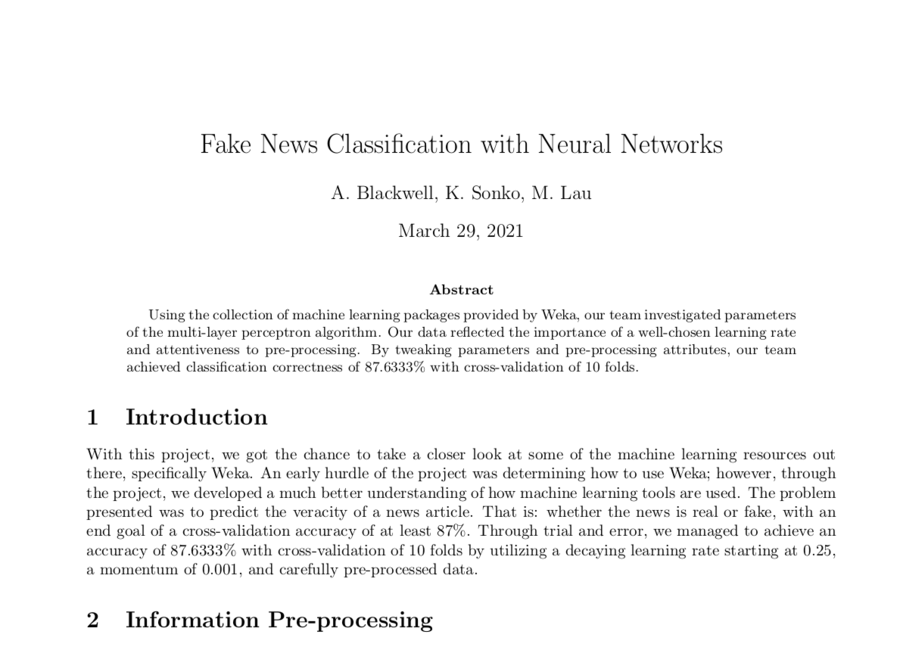 Fake News Classification with Neural Networks
A. Blackwell, K. Sonko, M. Lau
March 29, 2021
Abstract
Using the collection of machine learning packages provided by Weka, our team investigated parameters
of the multi-layer perceptron algorithm. Our data reflected the importance of a well-chosen learning rate
and attentiveness to pre-processing. By tweaking parameters and pre-processing attributes, our team
achieved classification correctness of 87.6333% with cross-validation of 10 folds.
1 Introduction
With this project, we got the chance to take a closer look at some of the machine learning resources out
there, specifically Weka. An early hurdle of the project was determining how to use Weka; however, through
the project, we developed a much better understanding of how machine learning tools are used. The problem
presented was to predict the veracity of a news article. That is: whether the news is real or fake, with an
end goal of a cross-validation accuracy of at least 87%. Through trial and error, we managed to achieve an
accuracy of 87.6333% with cross-validation of 10 folds by utilizing a decaying learning rate starting at 0.25,
a momentum of 0.001, and carefully pre-processed data.
2 Information Pre-processing